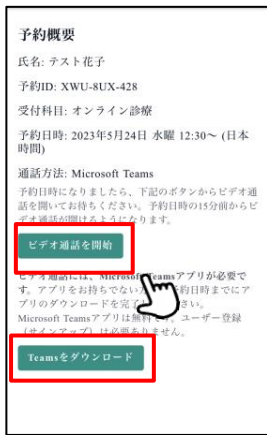 予約概要
氏名: テスト花子
予約ID: XWU-8UX-428
受付科目: オンライン診療
予約日時: 2023年5月24日 水曜 12:30〜 (日本
時間)
通話方法: Microsoft Teams
予約日時になりましたら、下記のボタンからビデオ通
話を開いてお待ちください。予約日時の15分前からビ
デオ通話が開けるようになります。
ビデオ通話を開始
ビデオ通話には、Microsoft Teamsアプリが必要で
す。アプリをお持ちでない 予約日時までにア
プリのダウンロードを完了 さい。
Microsoft Teamsアプリは無料です。ユーザー登録
(サインアップ) は必要ありません。
Teamsをダウンロード